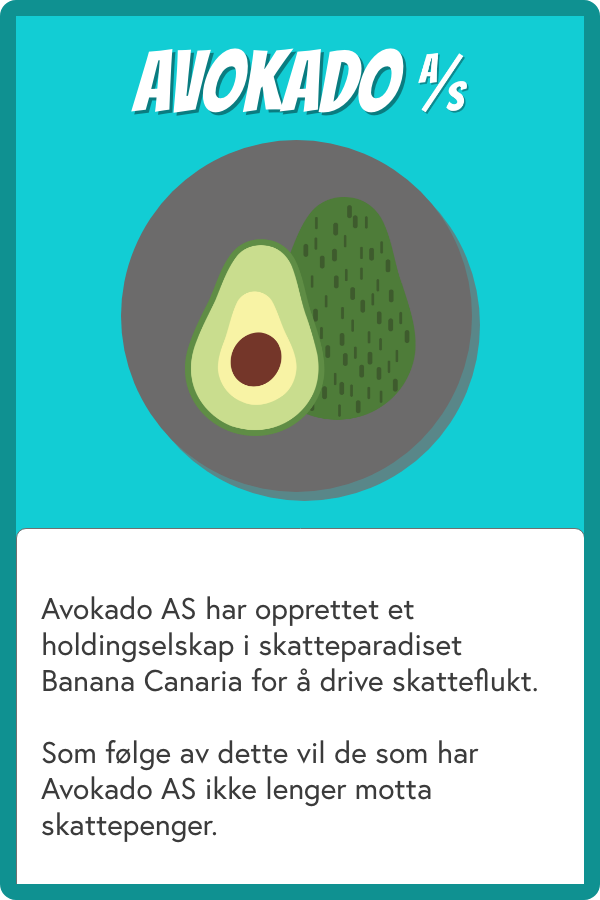 AVOKADO A/S
Avokado AS har opprettet et
holdingselskap i skatteparadiset
Banana Canaria for å drive skatteflukt.
Som følge av dette vil de som har
Avokado AS ikke lenger motta
skattepenger.